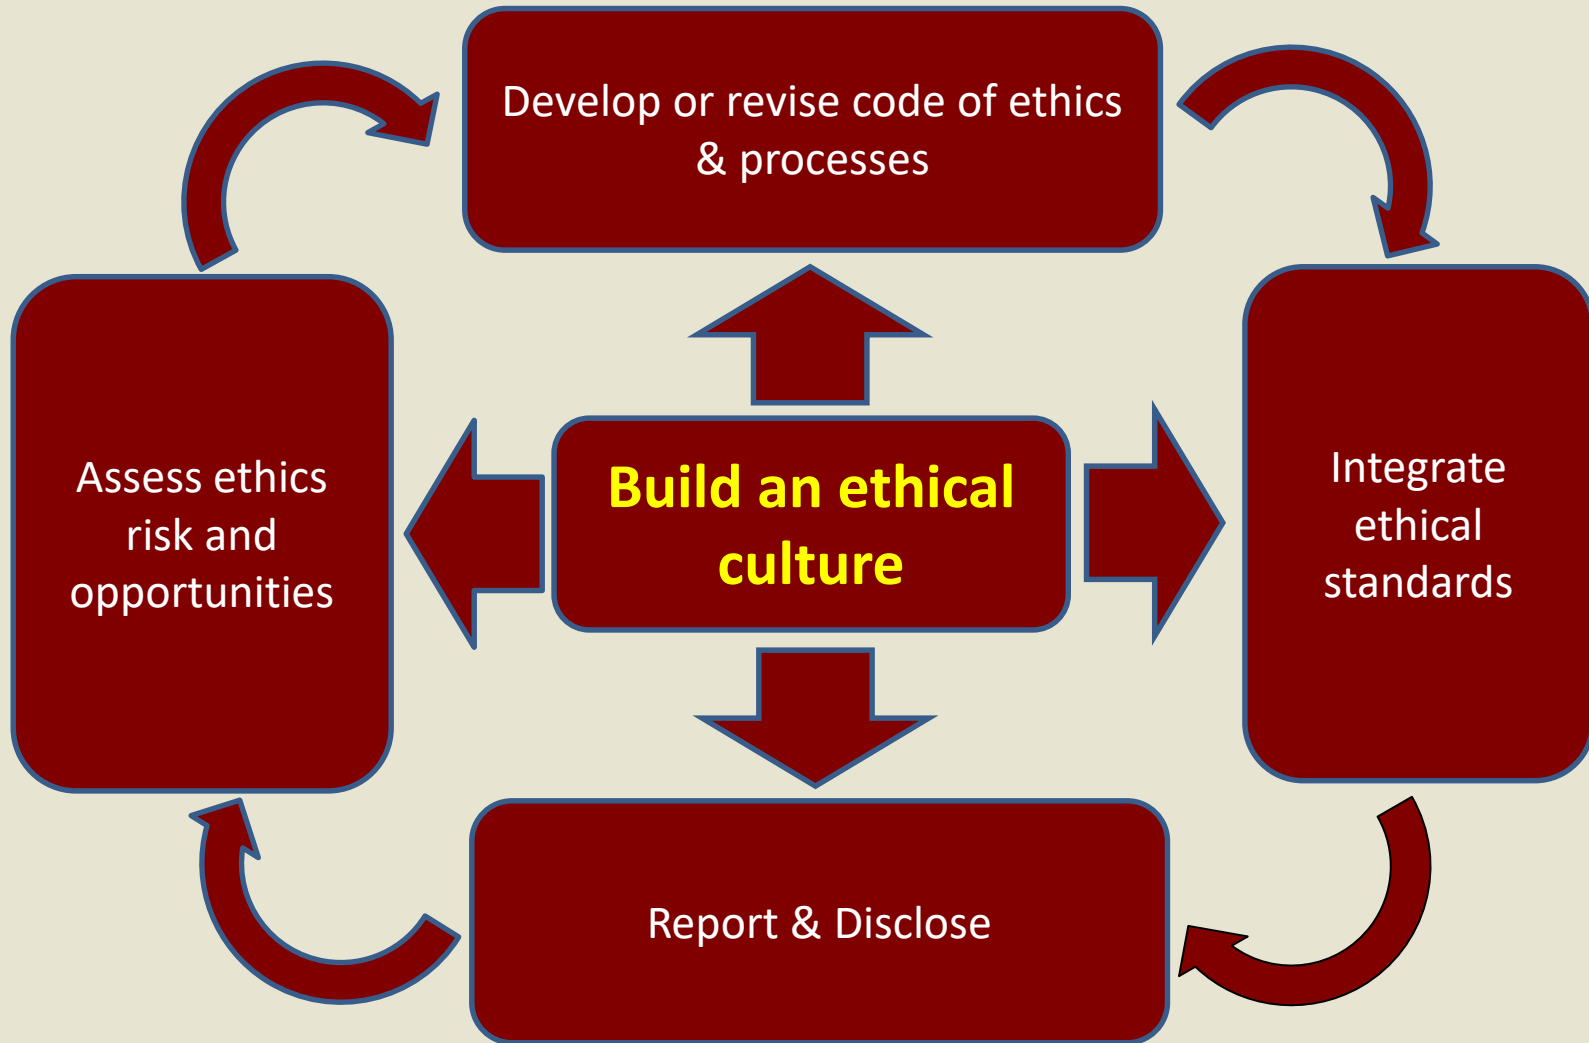 Develop or revise code of ethics
& processes
Assess ethics
risk and
opportunities
Build an ethical
culture
Integrate
ethical
standards
Report & Disclose